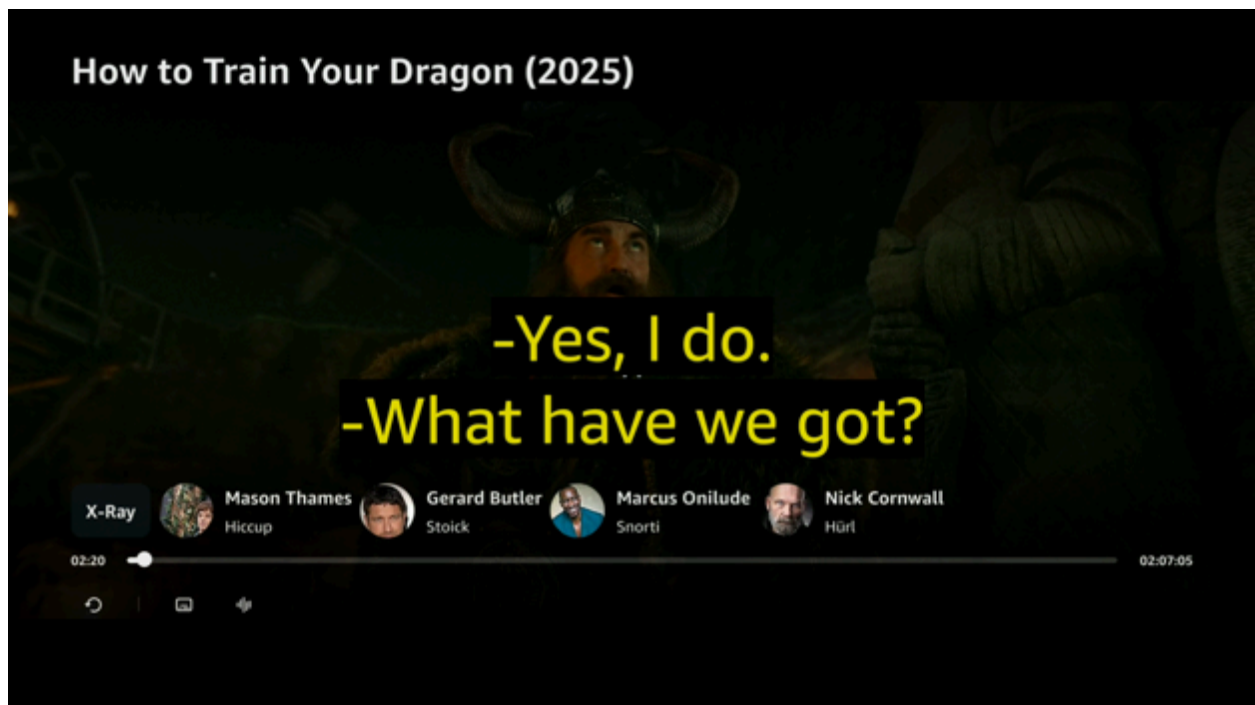 How to Train Your Dragon (2025)
-Yes, I do.
-What have we got?
X-Ray
Mason Thames
Hiccup
Gerard Butler
Stoick
Marcus Onilude
Snorti
Nick Cornwall
Hürl
02:20
02:07:05